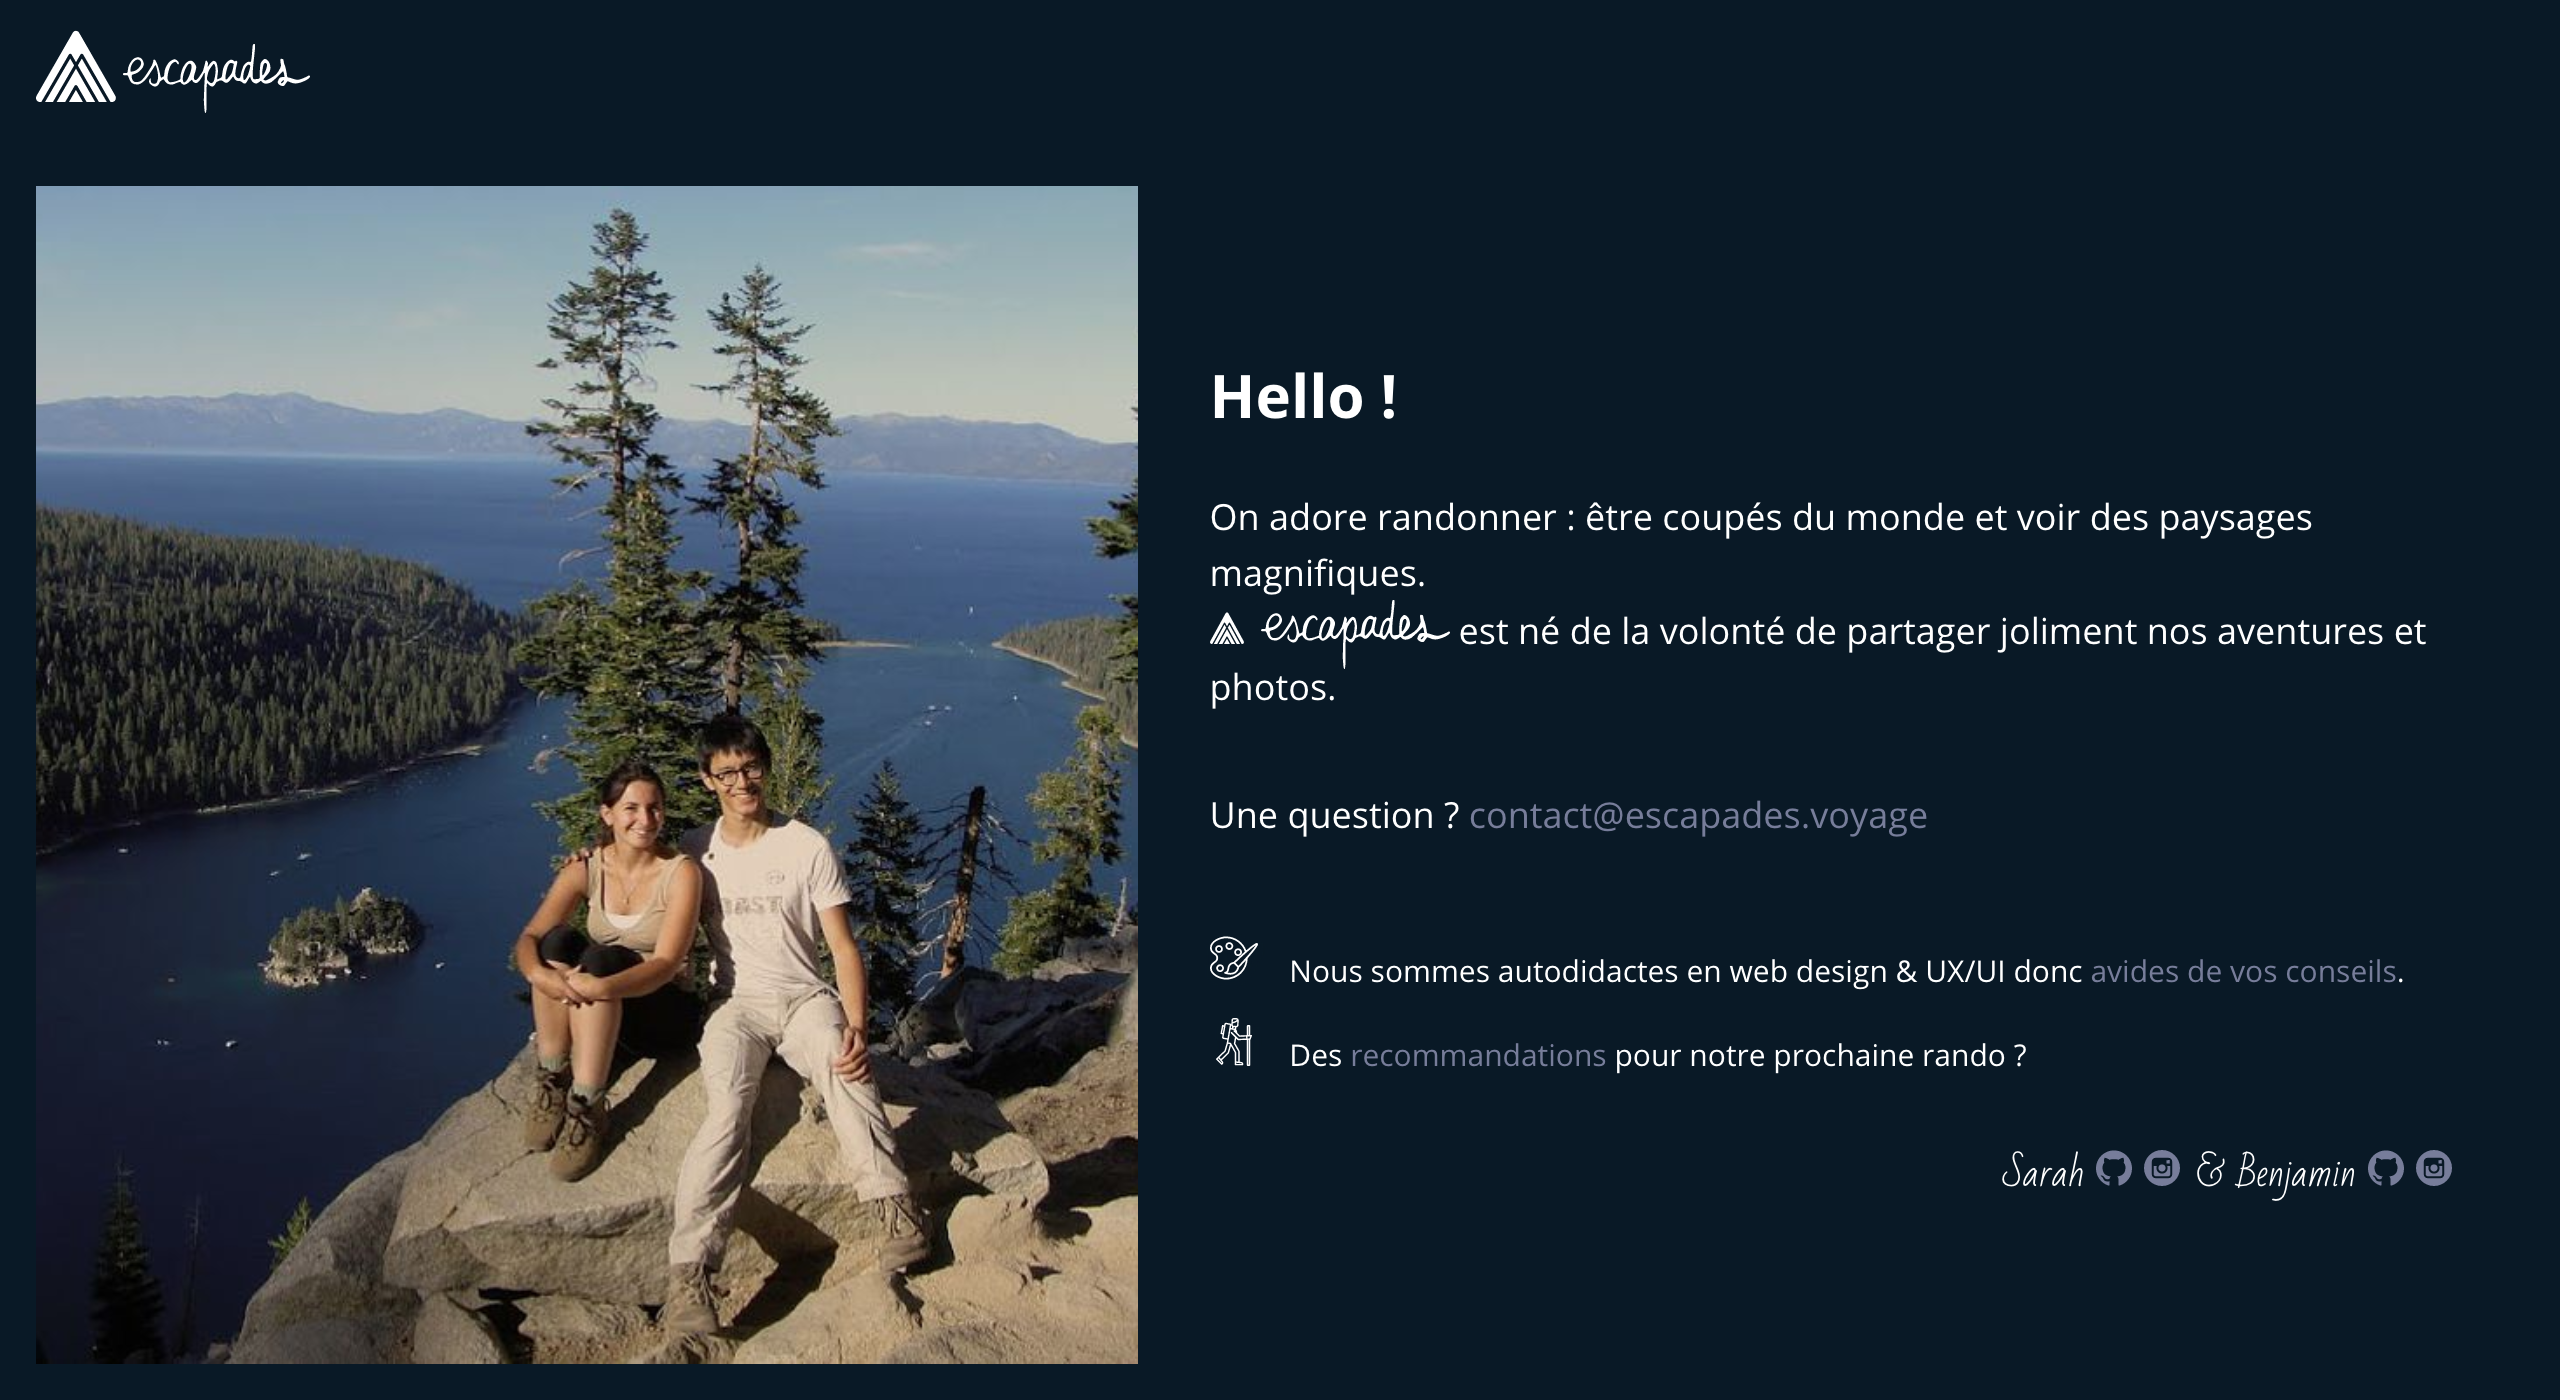 escapades
Hello !
On adore randonner : être coupés du monde et voir des paysages
magnifiques.
escapades est né de la volonté de partager joliment nos aventures et
photos.
Une question ? contact@escapades.voyage
Nous sommes autodidactes en web design & UX/UI donc avides de vos conseils.
Des recommandations pour notre prochaine rando ?
Sarah & Benjamin